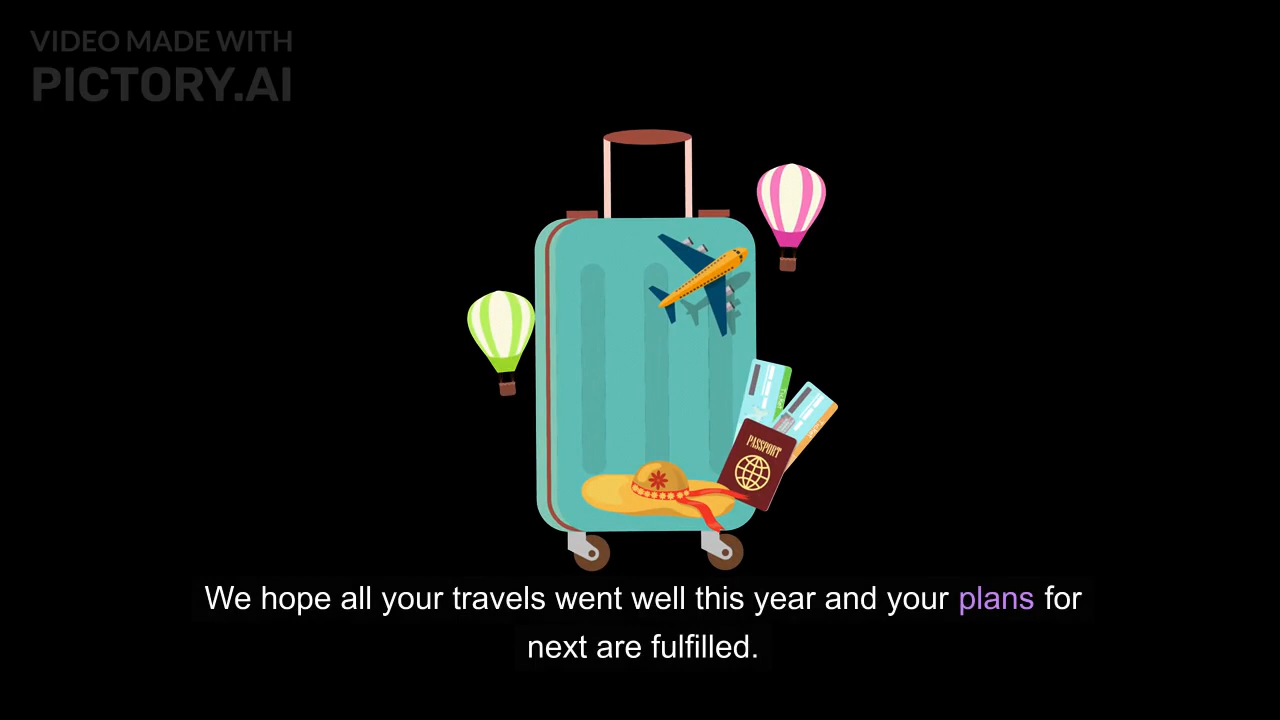 VIDEO MADE WITH
PICTORY.AI
PASSPORT
We hope all your travels went well this year and your plans for
next are fulfilled.